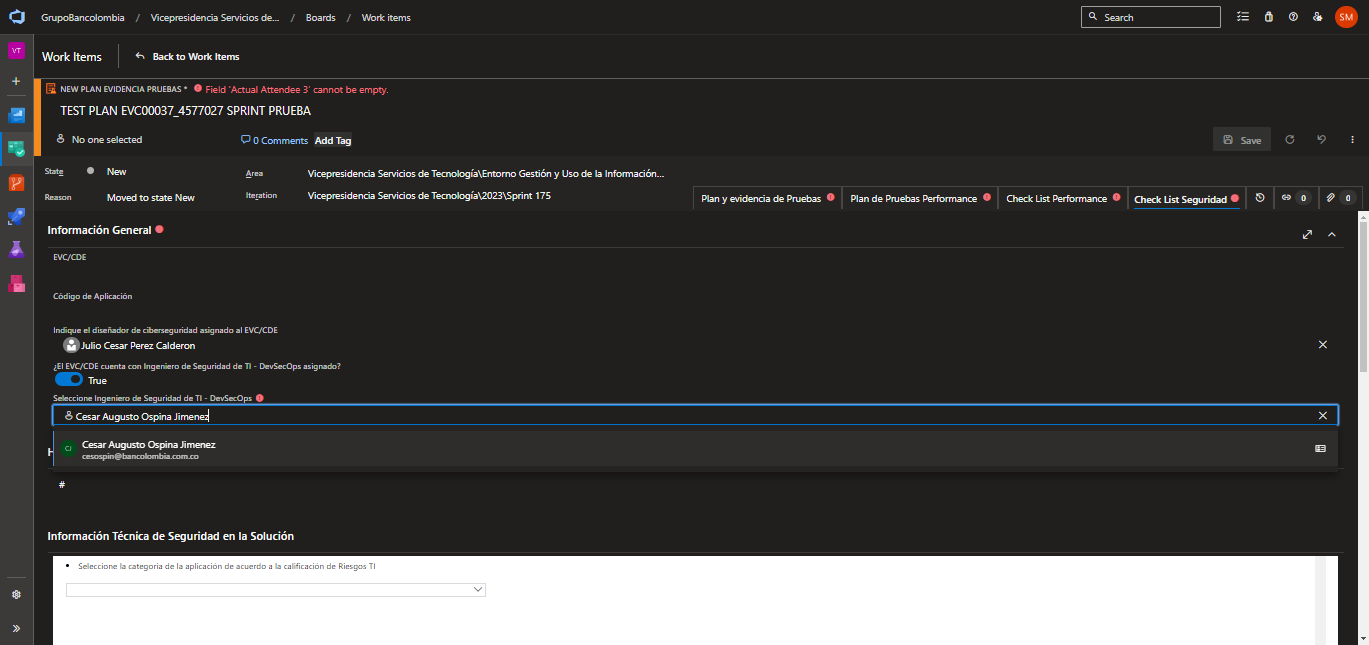 GrupoBancolombia / Vicepresidencia Servicios de... / Boards / Work items
Search
SM
VT
Work Items
Back to Work Items
NEW PLAN EVIDENCIA PRUEBAS * Field 'Actual Attendee 3' cannot be empty.
TEST PLAN EVC00037_4577027 SPRINT PRUEBA
No one selected
0 Comments
Add Tag
Save
State
New
Area
Vicepresidencia Servicios de Tecnología\Entorno Gestión y Uso de la Información...
Reason
Moved to state New
Iteration
Vicepresidencia Servicios de Tecnología\2023\Sprint 175
Plan y evidencia de Pruebas
Plan de Pruebas Performance
Check List Performance
Check List Seguridad
0
0
Información General
EVC/CDE
Código de Aplicación
Indique el diseñador de ciberseguridad asignado al EVC/CDE
Julio Cesar Perez Calderon
¿El EVC/CDE cuenta con Ingeniero de Seguridad de TI - DevSecOps asignado?
True
Seleccione Ingeniero de Seguridad de TI - DevSecOps
Cesar Augusto Ospina Jimenez
CJ
Cesar Augusto Ospina Jimenez
cesospin@bancolombia.com.co
#
Información Técnica de Seguridad en la Solución
• Seleccione la categoria de la aplicación de acuerdo a la calificación de Riesgos TI